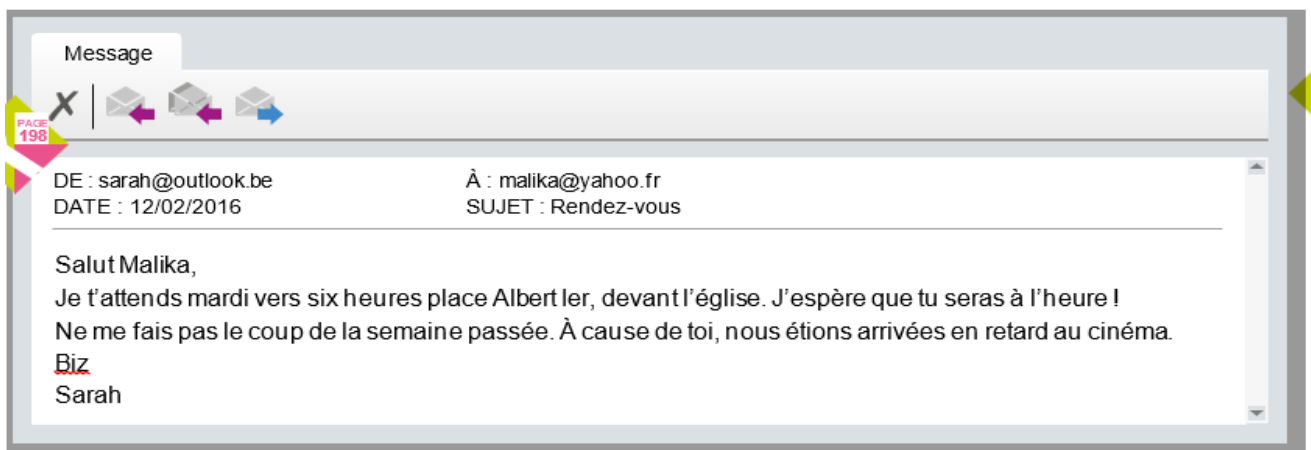 Message
PAGE
198
DE : sarah@outlook.be À : malika@yahoo.fr
DATE : 12/02/2016 SUJET : Rendez-vous
Salut Malika,
Je t’attends mardi vers six heures place Albert Ier, devant l’église. J’espère que tu seras à l’heure !
Ne me fais pas le coup de la semaine passée. À cause de toi, nous étions arrivées en retard au cinéma.
Biz
Sarah